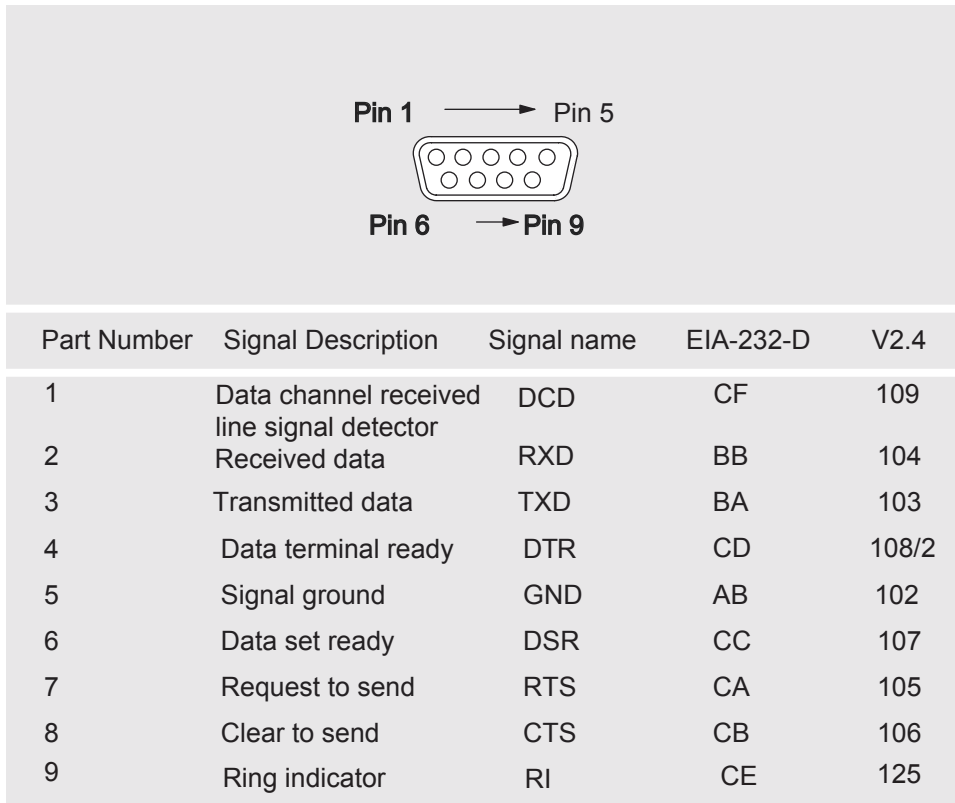 Pin 1 Pin 5
Pin 6 Pin 9
Part Number Signal Description Signal name EIA-232-D V2.4
1 Data channel received line signal detector DCD CF 109
2 Received data RXD BB 104
3 Transmitted data TXD BA 103
4 Data terminal ready DTR CD 108/2
5 Signal ground GND AB 102
6 Data set ready DSR CC 107
7 Request to send RTS CA 105
8 Clear to send CTS CB 106
9 Ring indicator RI CE 125